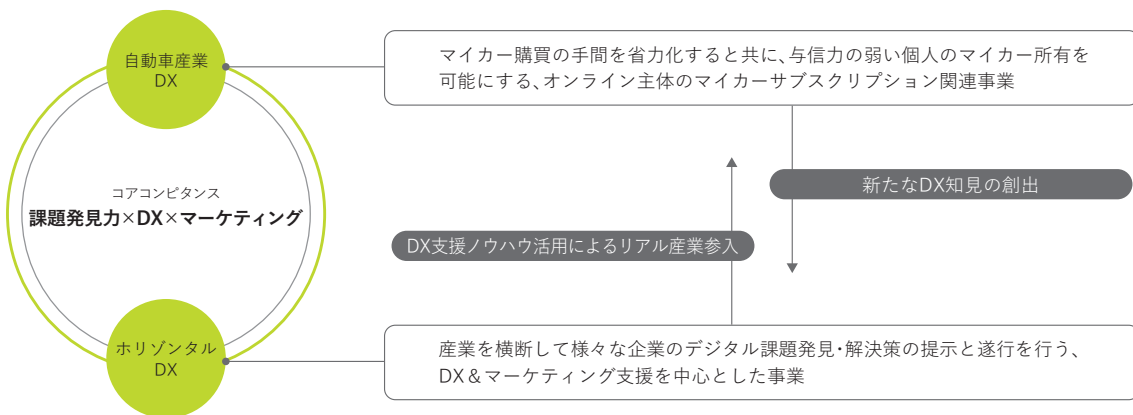 自動車産業
DX
マイカー購買の手間を省力化すると共に、与信力の弱い個人のマイカー所有を
可能にする、オンライン主体のマイカーサブスクリプション関連事業
コアコンピタンス
課題発見力×DX×マーケティング
新たなDX知見の創出
DX支援ノウハウ活用によるリアル産業参入
ホリゾンタル
DX
産業を横断して様々な企業のデジタル課題発見・解決策の提示と遂行を行う、
DX＆マーケティング支援を中心とした事業